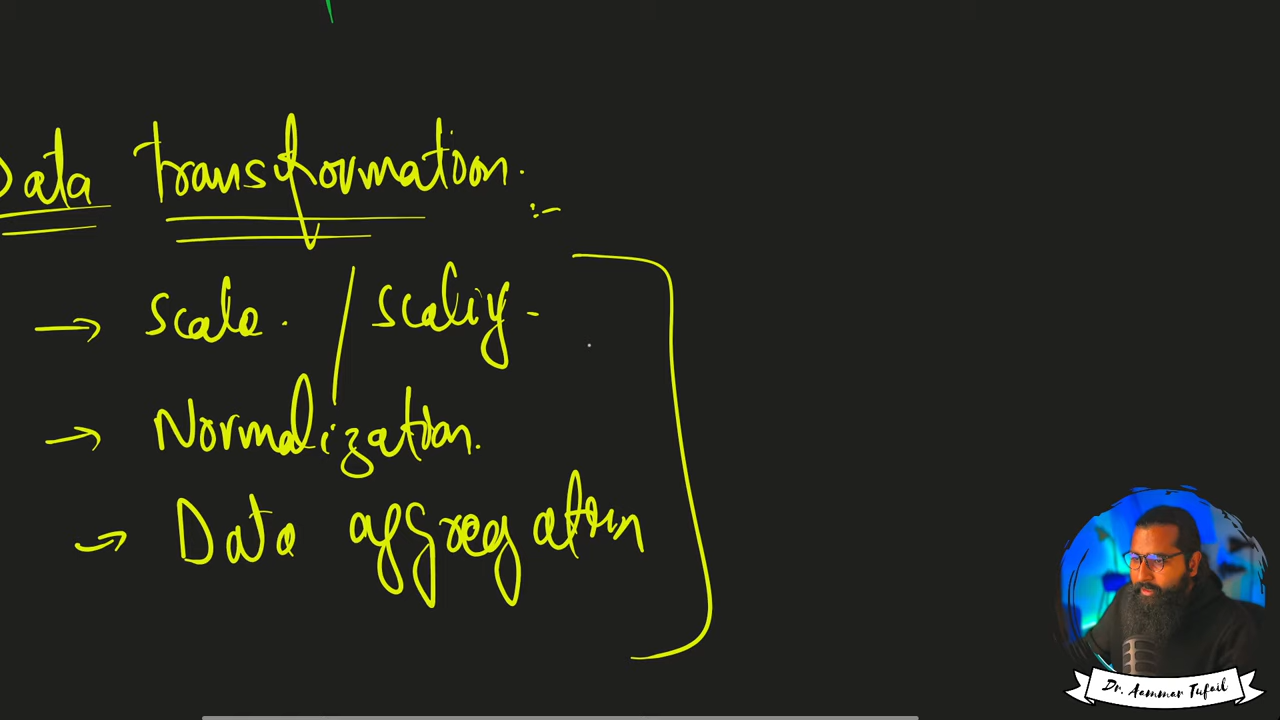 Data transformation. :-
→ Scale. / Scaling -
→ Normalization.
→ Data aggregation
Dr. Aammar Tufail